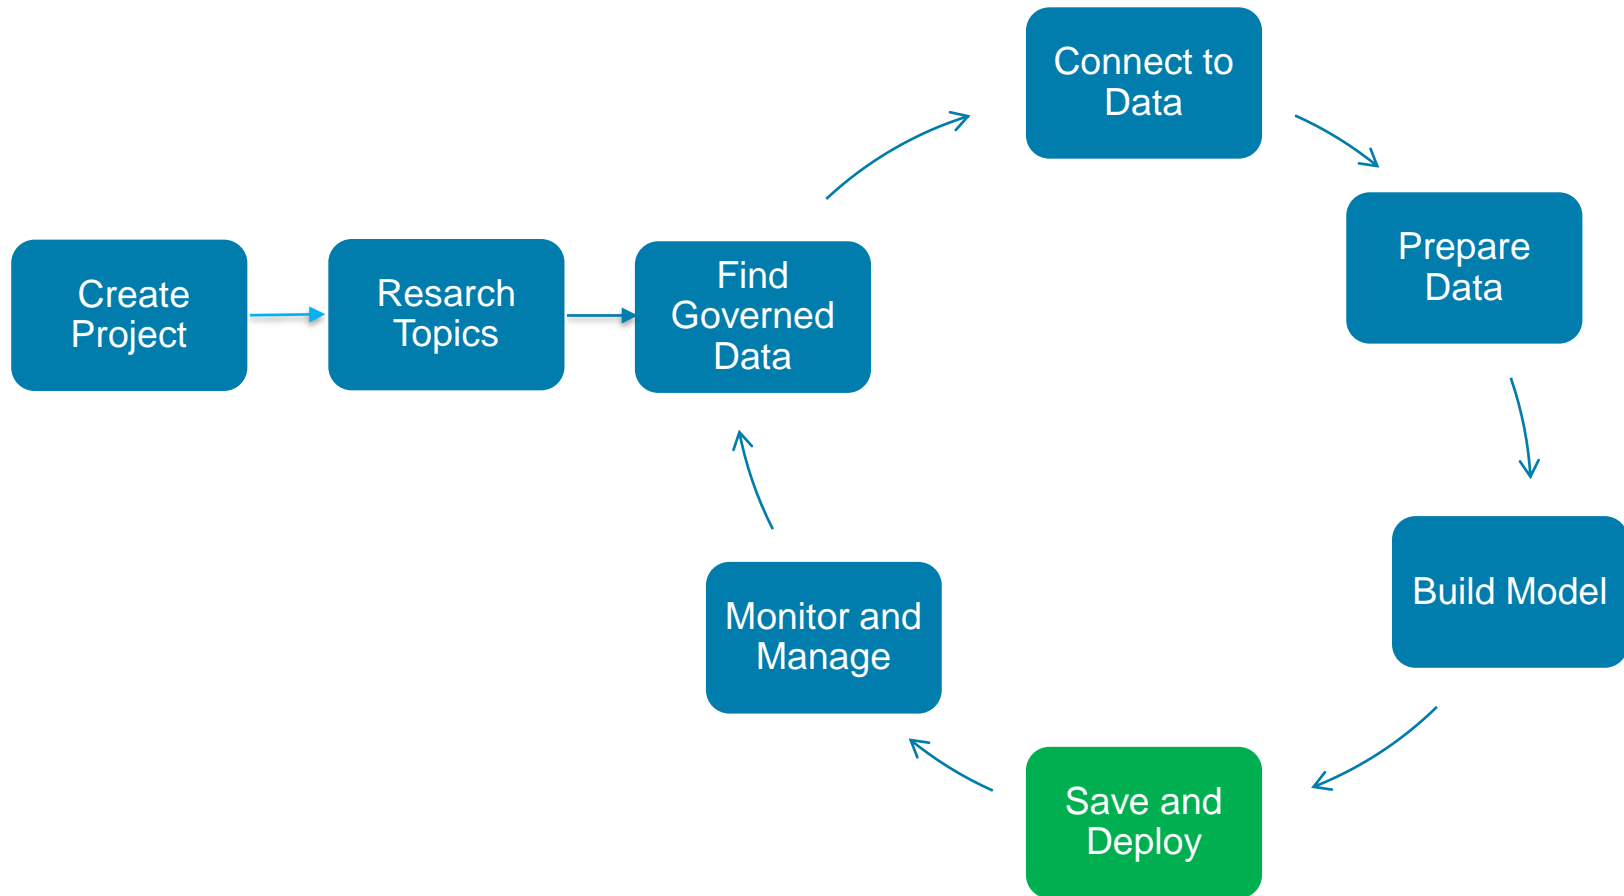 Create
Project
Resarch
Topics
Find
Governed
Data
Connect to
Data
Prepare
Data
Build Model
Save and
Deploy
Monitor and
Manage